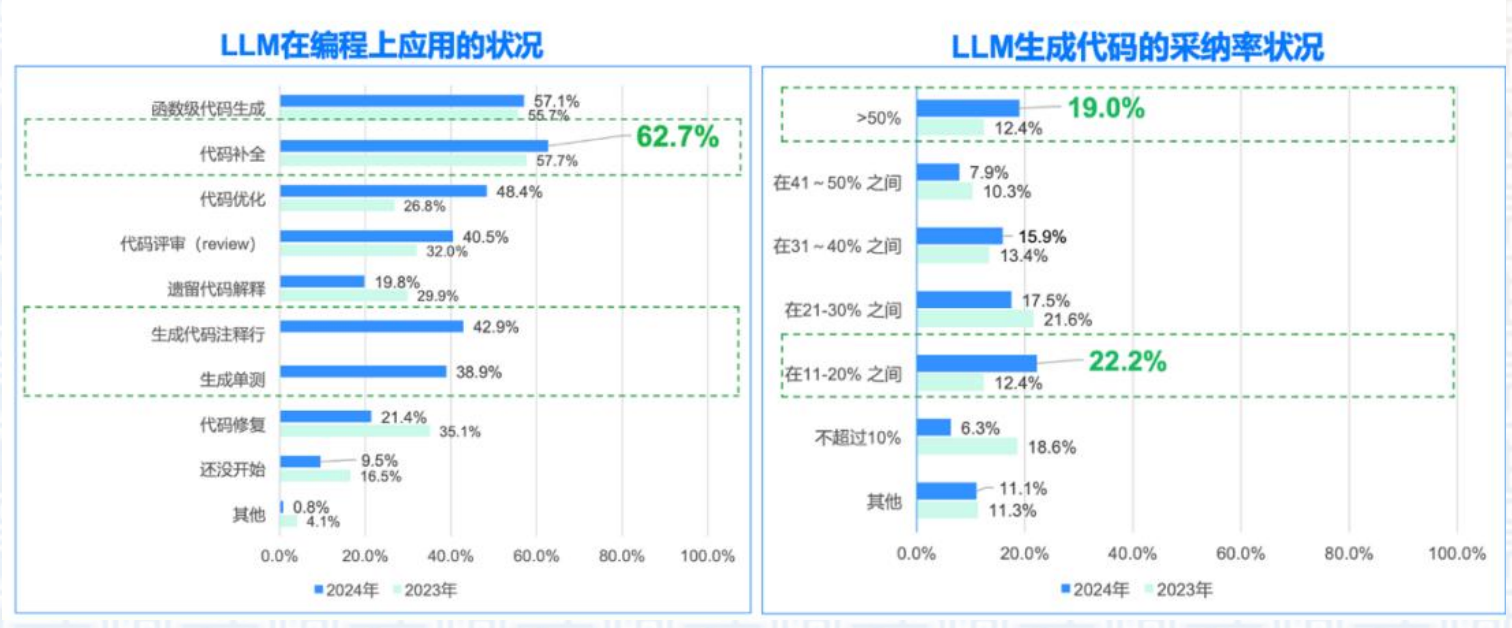 LLM在编程上应用的状况
函数级代码生成
57.1%
55.7%
代码补全
62.7%
57.7%
代码优化
48.4%
26.8%
代码评审（review）
40.5%
32.0%
遗留代码解释
19.8%
29.9%
生成代码注释行
42.9%
生成单测
38.9%
代码修复
21.4%
35.1%
还没开始
9.5%
16.5%
其他
0.8%
4.1%
0.0% 20.0% 40.0% 60.0% 80.0% 100.0%
2024年 2023年
LLM生成代码的采纳率状况
>50%
19.0%
12.4%
在41～50% 之间
7.9%
10.3%
在31～40% 之间
15.9%
13.4%
在21-30% 之间
17.5%
21.6%
在11-20% 之间
22.2%
12.4%
不超过10%
6.3%
18.6%
其他
11.1%
11.3%
0.0% 20.0% 40.0% 60.0% 80.0% 100.0%
2024年 2023年